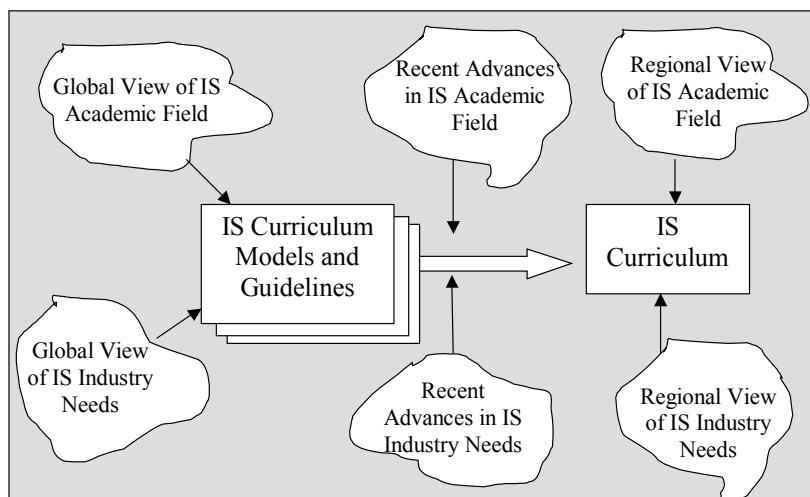 Global View of IS
Academic Field
Recent Advances
in IS Academic
Field
Regional View
of IS Academic
Field
IS Curriculum
Models and
Guidelines
IS
Curriculum
Global View
of IS Industry
Needs
Recent
Advances in IS
Industry Needs
Regional View
of IS Industry
Needs